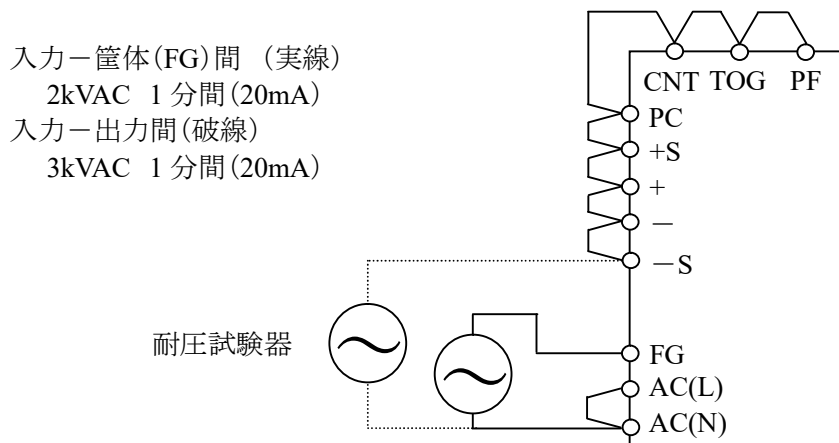 入力－筐体(FG)間 （実線）
2kVAC 1分間(20mA)
入力－出力間(破線)
3kVAC 1分間(20mA)
CNT TOG PF
PC
+S
+
－
－S
耐圧試験器
FG
AC(L)
AC(N)